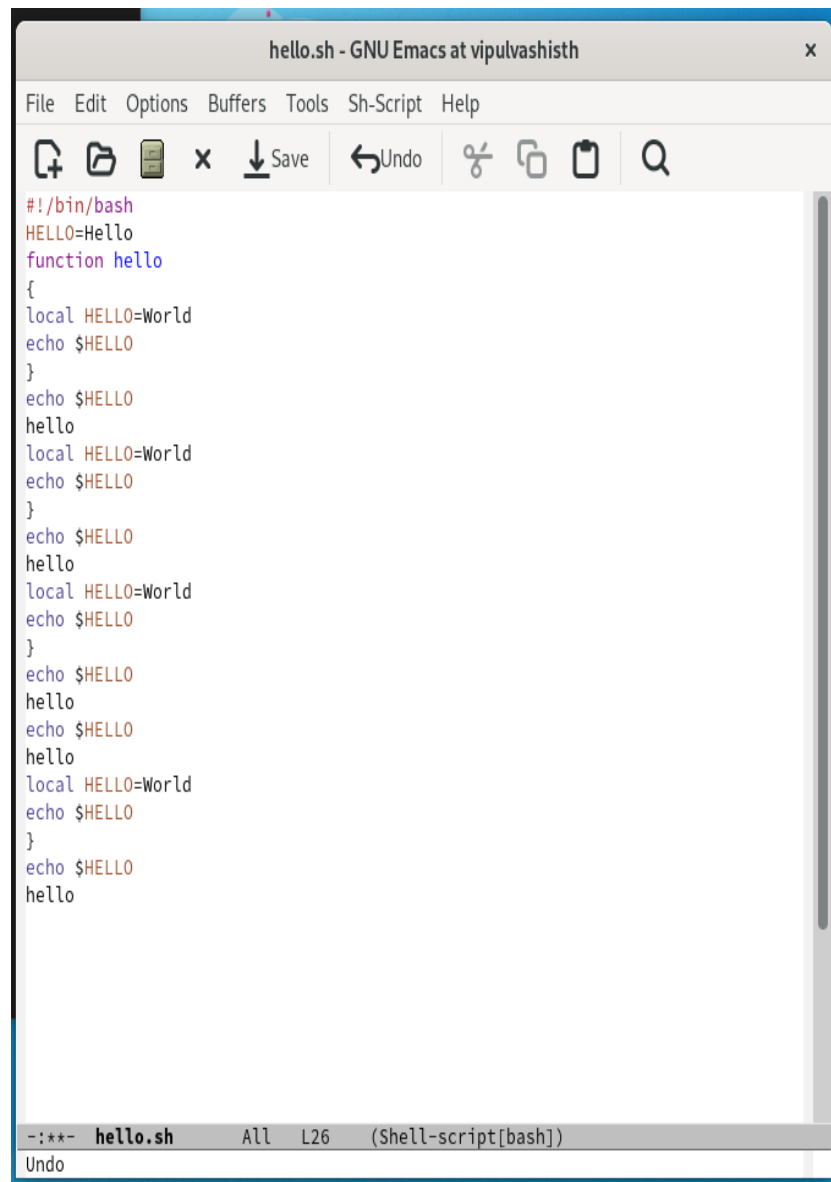 hello.sh - GNU Emacs at vipulvashisth x
File Edit Options Buffers Tools Sh-Script Help
Save Undo
#!/bin/bash
HELLO=Hello
function hello
{
local HELLO=World
echo $HELLO
}
echo $HELLO
hello
local HELLO=World
echo $HELLO
}
echo $HELLO
hello
local HELLO=World
echo $HELLO
}
echo $HELLO
hello
echo $HELLO
hello
local HELLO=World
echo $HELLO
}
echo $HELLO
hello
-:**- hello.sh All L26 (Shell-script[bash])
Undo